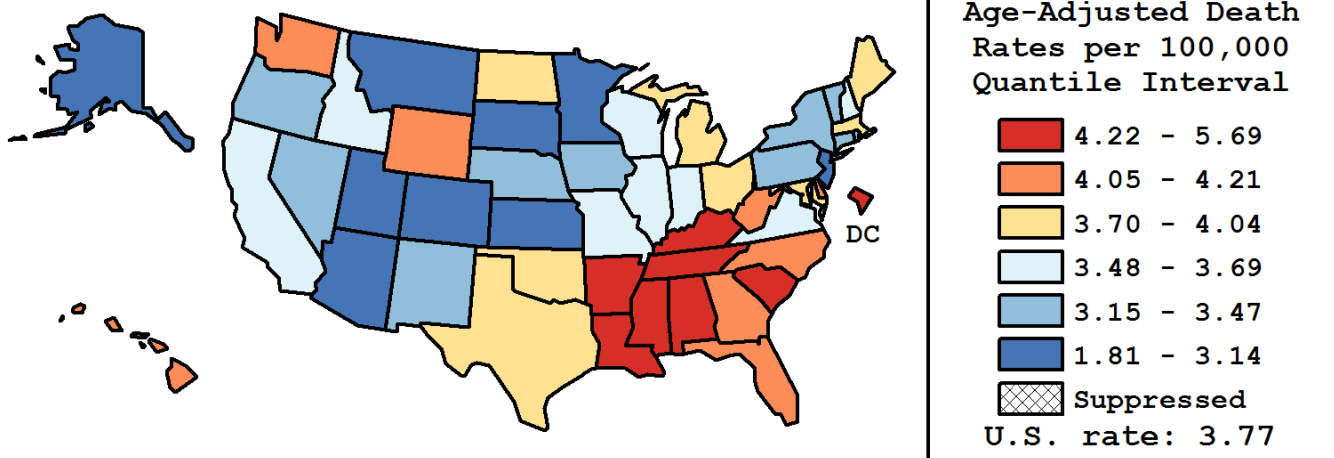 Age-Adjusted Death
Rates per 100,000
Quantile Interval
4.22 - 5.69
4.05 - 4.21
3.70 - 4.04
3.48 - 3.69
3.15 - 3.47
1.81 - 3.14
Suppressed
U.S. rate: 3.77
DC